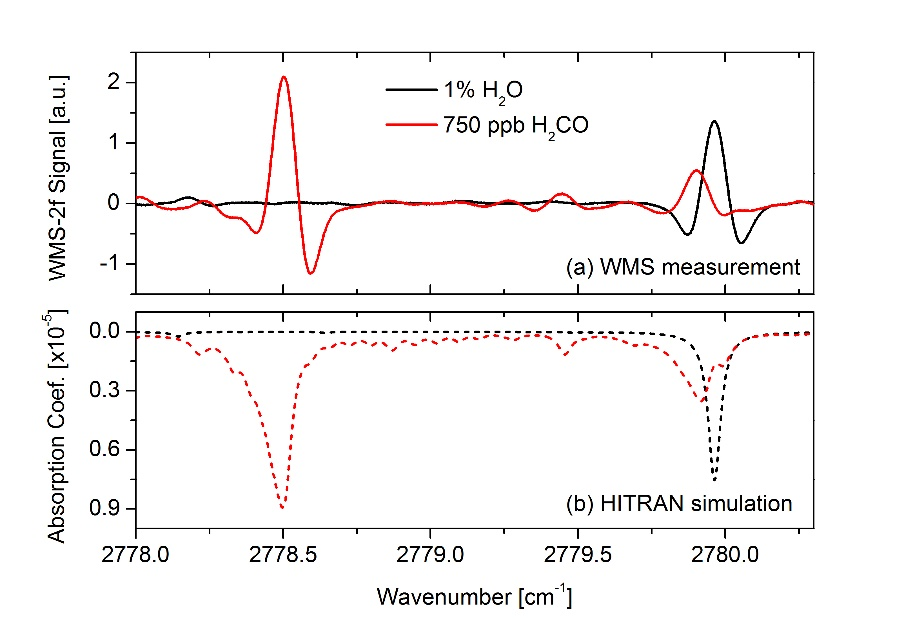 WMS-2f Signal [a.u.]
2
1
0
-1
1% H₂O
750 ppb H₂CO
(a) WMS measurement
Absorption Coef. [x10⁻⁵]
0.0
0.3
0.6
0.9
(b) HITRAN simulation
2778.0 2778.5 2779.0 2779.5 2780.0
Wavenumber [cm⁻¹]